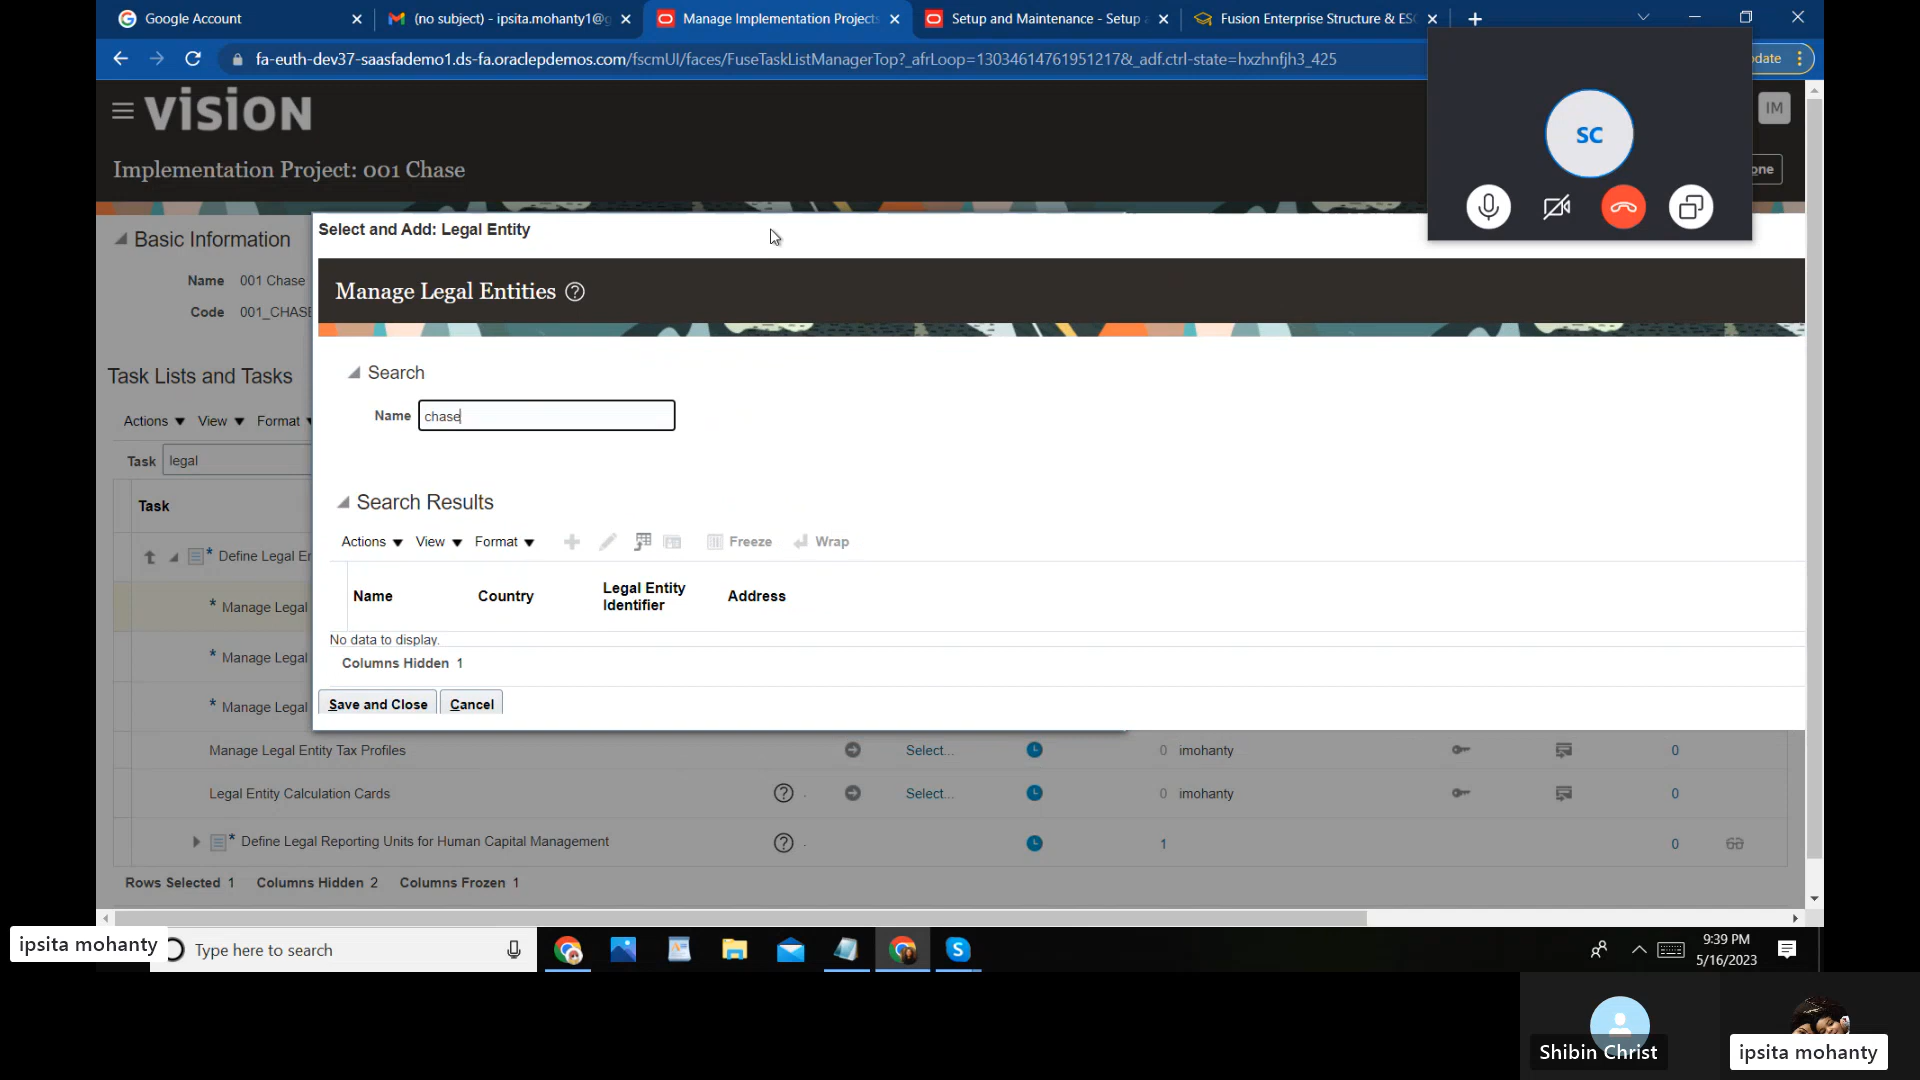 Google Account
(no subject) - ipsita.mohanty1@g
Manage Implementation Projects
Setup and Maintenance - Setup a
Fusion Enterprise Structure & ESC
fa-euth-dev37-saasfademo1.ds-fa.oraclepdemos.com/fscmUI/faces/FuseTaskListManagerTop?_afrLoop=13034614761951217&_adf.ctrl-state=hxzhnfjh3_425
date
VISION
IM
SC
Implementation Project: 001 Chase
one
Basic Information
Name 001 Chase
Code 001_CHASE
Task Lists and Tasks
Actions View Format
Task legal
Task
Define Legal En
* Manage Legal
* Manage Legal
* Manage Legal
Select and Add: Legal Entity
Manage Legal Entities
Search
Name chase
Search Results
Actions View Format Freeze Wrap
Name Country Legal Entity Identifier Address
No data to display.
Columns Hidden 1
Save and Close Cancel
Manage Legal Entity Tax Profiles Select... 0 imohanty 0
Legal Entity Calculation Cards Select... 0 imohanty 0
* Define Legal Reporting Units for Human Capital Management 1 0
Rows Selected 1 Columns Hidden 2 Columns Frozen 1
ipsita mohanty
Type here to search
9:39 PM
5/16/2023
Shibin Christ
ipsita mohanty